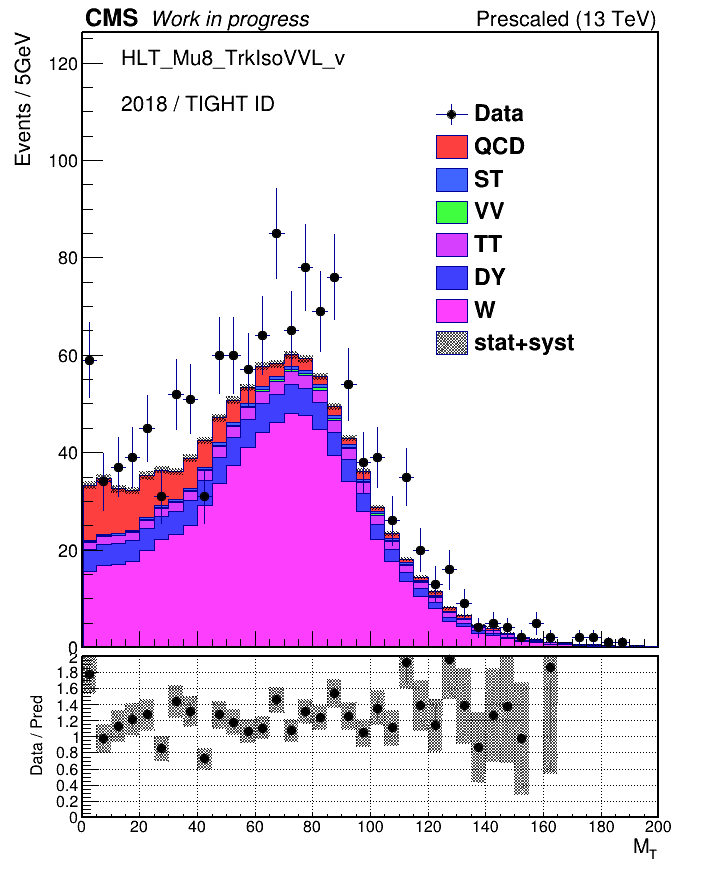 CMS Work in progress Prescaled (13 TeV)
Events / 5GeV
HLT_Mu8_TrkIsoVVL_v
2018 / TIGHT ID
120
100
80
60
40
20
0
Data
QCD
ST
VV
TT
DY
W
stat+syst
Data / Pred
2
1.8
1.6
1.4
1.2
1
0.8
0.6
0.4
0.2
0
0 20 40 60 80 100 120 140 160 180 200
M_T